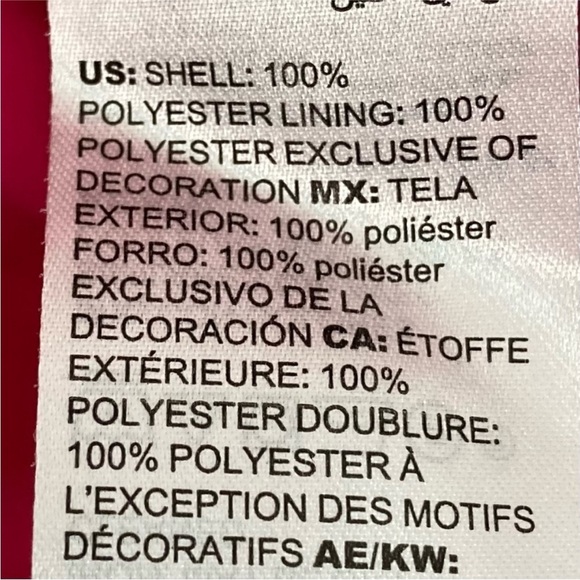 US: SHELL: 100%
POLYESTER LINING: 100%
POLYESTER EXCLUSIVE OF
DECORATION MX: TELA
EXTERIOR: 100% poliéster
FORRO: 100% poliéster
EXCLUSIVO DE LA
DECORACIÓN CA: ÉTOFFE
EXTÉRIEURE: 100%
POLYESTER DOUBLURE:
100% POLYESTER À
L'EXCEPTION DES MOTIFS
DÉCORATIFS AE/KW: